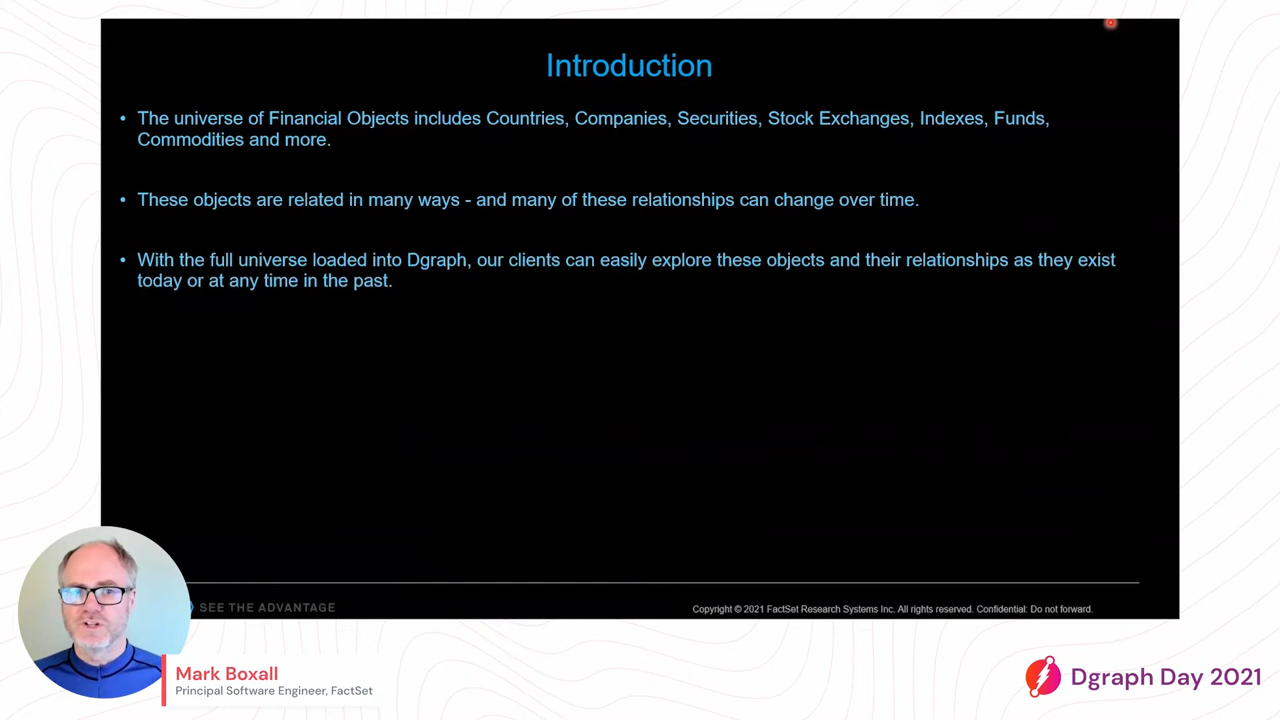 Introduction
• The universe of Financial Objects includes Countries, Companies, Securities, Stock Exchanges, Indexes, Funds,
Commodities and more.
• These objects are related in many ways - and many of these relationships can change over time.
• With the full universe loaded into Dgraph, our clients can easily explore these objects and their relationships as they exist
today or at any time in the past.
SEE THE ADVANTAGE
Copyright © 2021 FactSet Research Systems Inc. All rights reserved. Confidential: Do not forward.
Mark Boxall
Principal Software Engineer, FactSet
Dgraph Day 2021